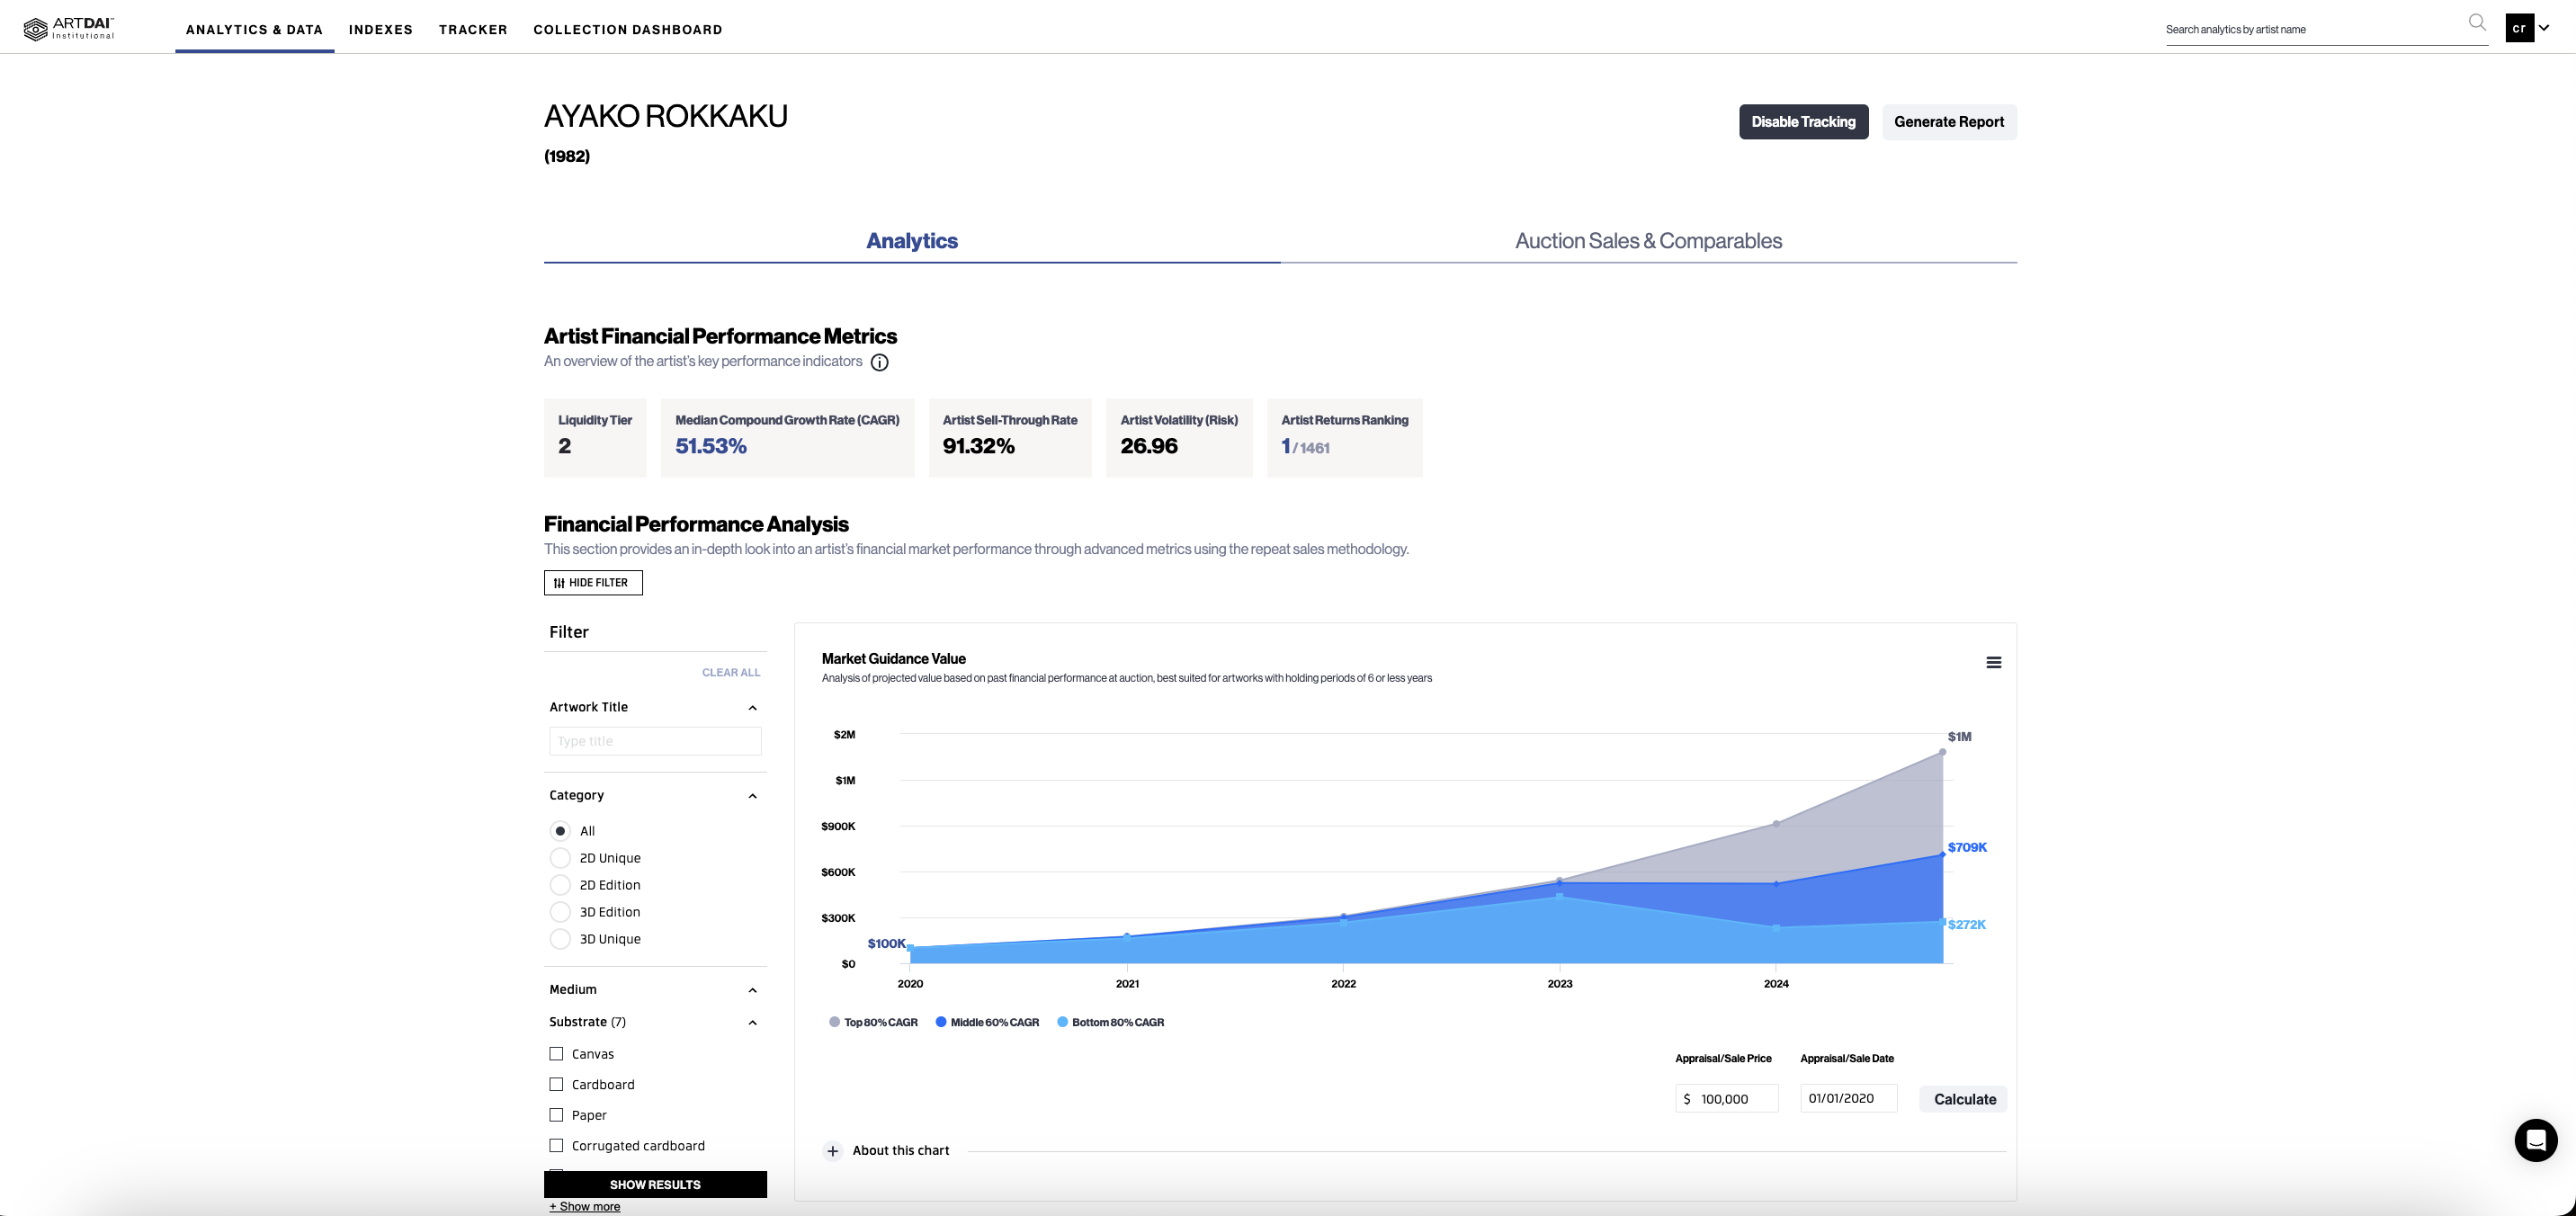 ARTDAI™
Institutional
ANALYTICS & DATA
INDEXES
TRACKER
COLLECTION DASHBOARD
Search analytics by artist name
cr
AYAKO ROKKAKU
(1982)
Disable Tracking
Generate Report
Analytics
Auction Sales & Comparables
Artist Financial Performance Metrics
An overview of the artist's key performance indicators
Liquidity Tier
2
Median Compound Growth Rate (CAGR)
51.53%
Artist Sell-Through Rate
91.32%
Artist Volatility (Risk)
26.96
Artist Returns Ranking
1 / 1461
Financial Performance Analysis
This section provides an in-depth look into an artist's financial market performance through advanced metrics using the repeat sales methodology.
HIDE FILTER
Filter
CLEAR ALL
Artwork Title
Type title
Category
All
2D Unique
2D Edition
3D Edition
3D Unique
Medium
Substrate (7)
Canvas
Cardboard
Paper
Corrugated cardboard
SHOW RESULTS
+ Show more
Market Guidance Value
Analysis of projected value based on past financial performance at auction, best suited for artworks with holding periods of 6 or less years
$2M
$1M
$900K
$600K
$300K
$0
$100K
$1M
$709K
$272K
2020
2021
2022
2023
2024
Top 80% CAGR
Middle 60% CAGR
Bottom 80% CAGR
Appraisal/Sale Price
Appraisal/Sale Date
$ 100,000
01/01/2020
Calculate
About this chart